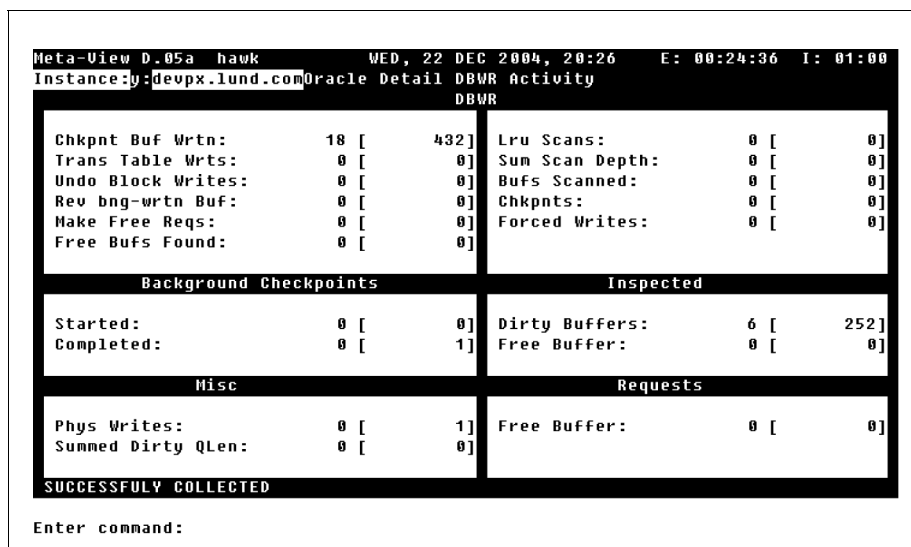 Meta-View D.05a hawk WED, 22 DEC 2004, 20:26 E: 00:24:36 I: 01:00
Instance:y:devpx.lund.comOracle Detail DBWR Activity
DBWR
Chkpnt Buf Wrtn: 18 [ 432] Lru Scans: 0 [ 0]
Trans Table Wrts: 0 [ 0] Sum Scan Depth: 0 [ 0]
Undo Block Writes: 0 [ 0] Bufs Scanned: 0 [ 0]
Rev bng-wrtn Buf: 0 [ 0] Chkpnts: 0 [ 0]
Make Free Reqs: 0 [ 0] Forced Writes: 0 [ 0]
Free Bufs Found: 0 [ 0]
Background Checkpoints Inspected
Started: 0 [ 0] Dirty Buffers: 6 [ 252]
Completed: 0 [ 1] Free Buffer: 0 [ 0]
Misc Requests
Phys Writes: 0 [ 1] Free Buffer: 0 [ 0]
Summed Dirty QLen: 0 [ 0]
SUCCESSFULY COLLECTED
Enter command: